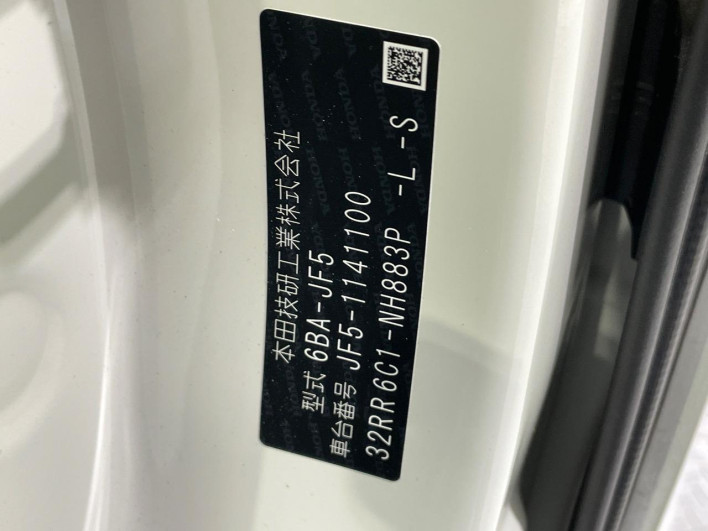 本田技研工業株式会社
型式 6BA-JF5
車台番号 JF5-1141100
32RR6C1-NH883P -L -S